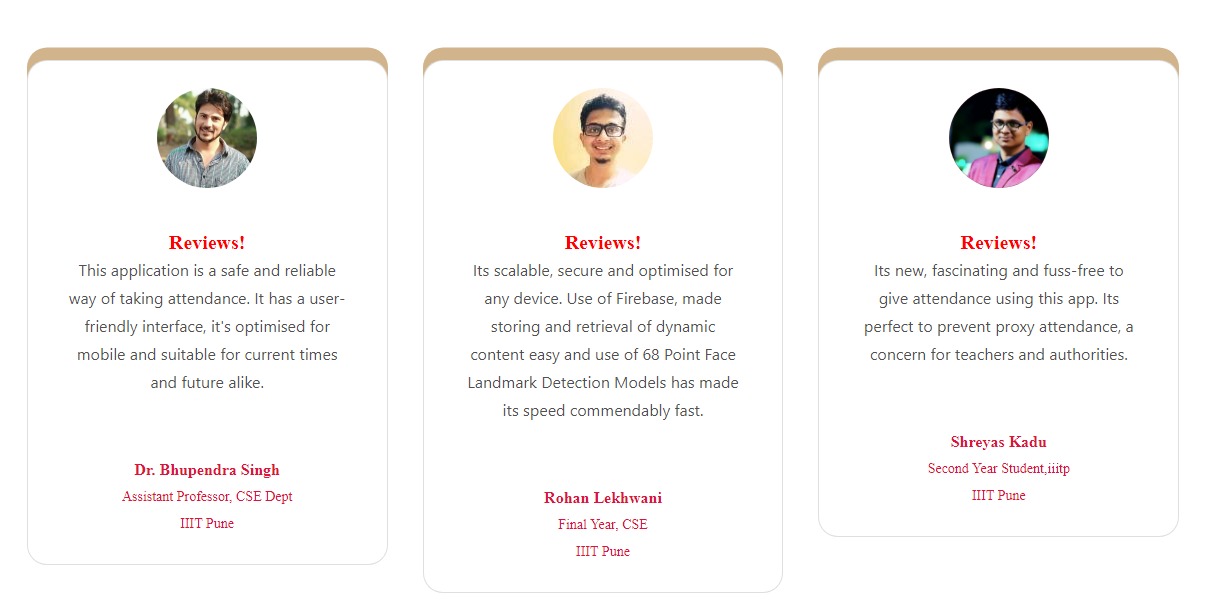 Reviews!
This application is a safe and reliable
way of taking attendance. It has a user-
friendly interface, it's optimised for
mobile and suitable for current times
and future alike.
Dr. Bhupendra Singh
Assistant Professor, CSE Dept
IIIT Pune
Reviews!
Its scalable, secure and optimised for
any device. Use of Firebase, made
storing and retrieval of dynamic
content easy and use of 68 Point Face
Landmark Detection Models has made
its speed commendably fast.
Rohan Lekhwani
Final Year, CSE
IIIT Pune
Reviews!
Its new, fascinating and fuss-free to
give attendance using this app. Its
perfect to prevent proxy attendance, a
concern for teachers and authorities.
Shreyas Kadu
Second Year Student,iiitp
IIIT Pune